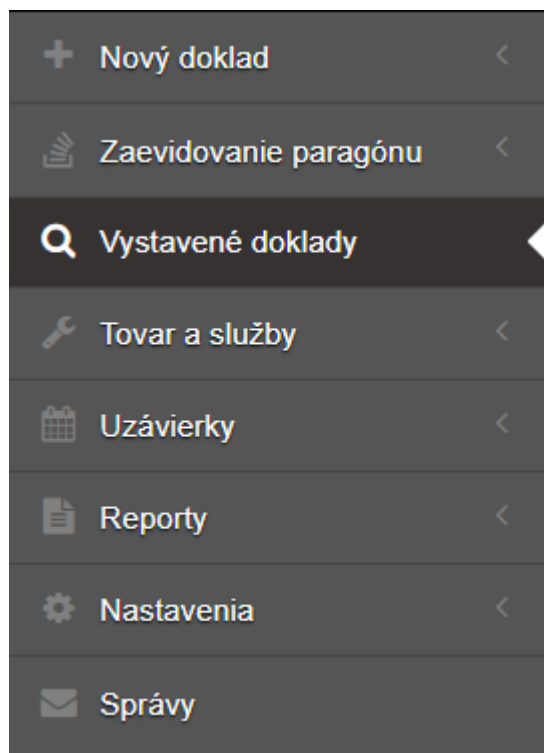 Nový doklad
Zaevidovanie paragónu
Vystavené doklady
Tovar a služby
Uzávierky
Reporty
Nastavenia
Správy